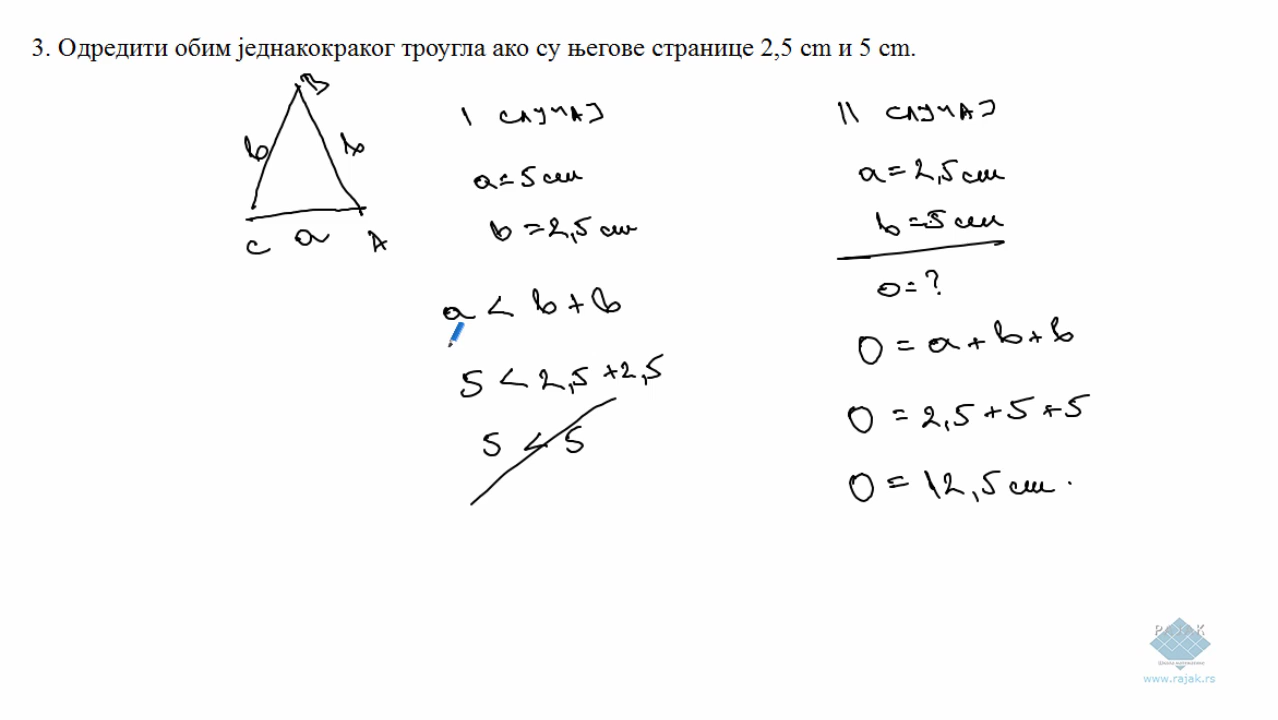 3. Одредити обим једнакокраког троугла ако су његове странице 2,5 cm и 5 cm.
B
b
b
C
a
A
I СЛУЧАЈ
a = 5 cm
b = 2,5 cm
a < b + b
5 < 2,5 + 2,5
5 < 5
II СЛУЧАЈ
a = 2,5 cm
b = 5 cm
O = ?
O = a + b + b
O = 2,5 + 5 + 5
O = 12,5 cm.
РАЈАК
www.rajak.rs